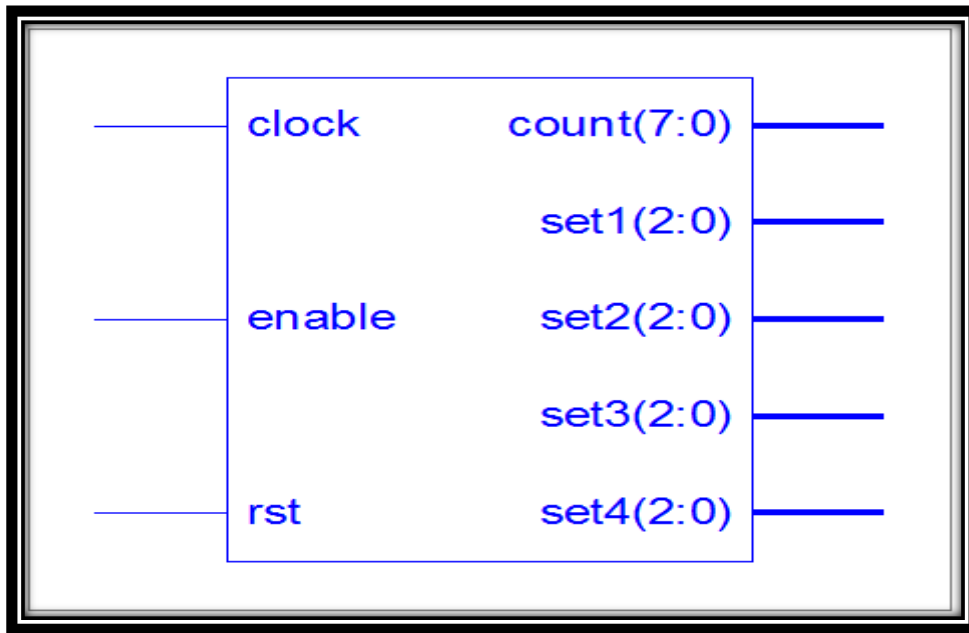 clock count(7:0)
set1(2:0)
enable set2(2:0)
set3(2:0)
rst set4(2:0)